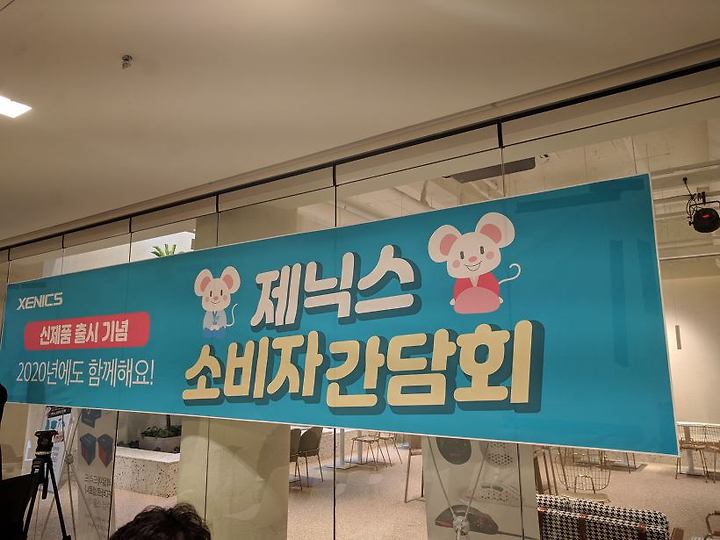 XENICS
신제품 출시 기념
2020년에도 함께해요!
제닉스
소비자간담회